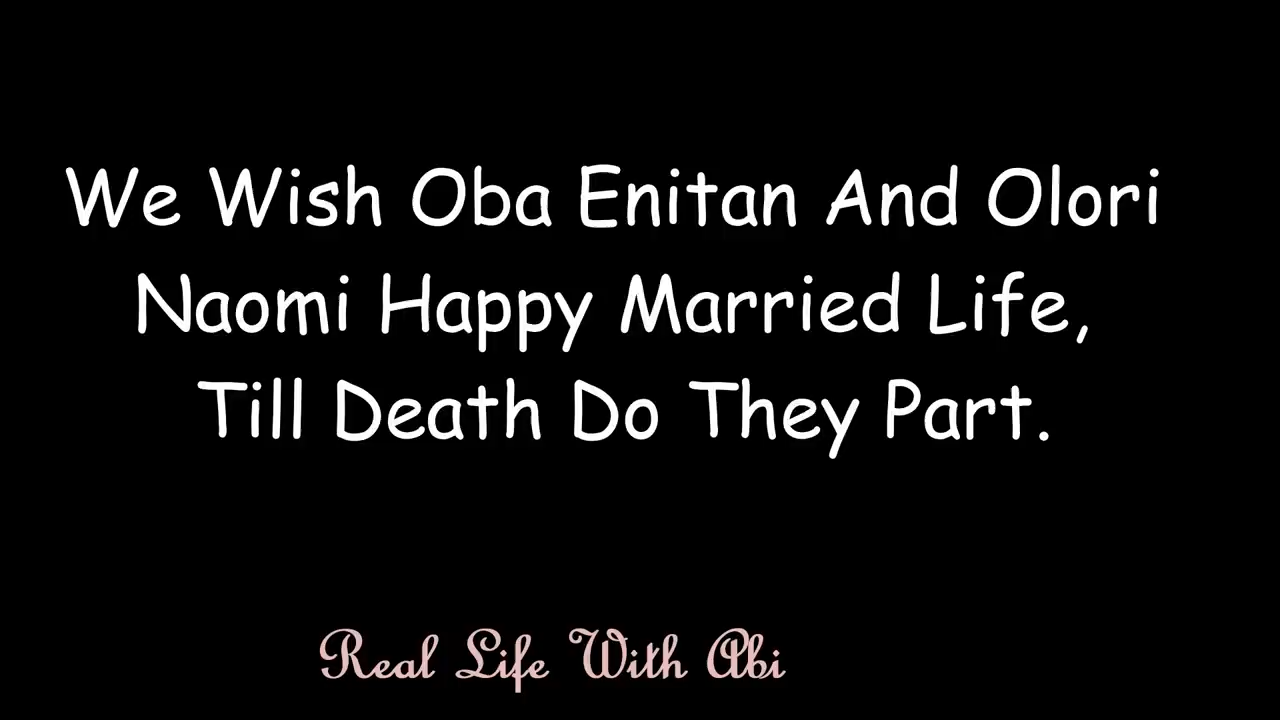 We Wish Oba Enitan And Olori
Naomi Happy Married Life,
Till Death Do They Part.
Real Life With Abi